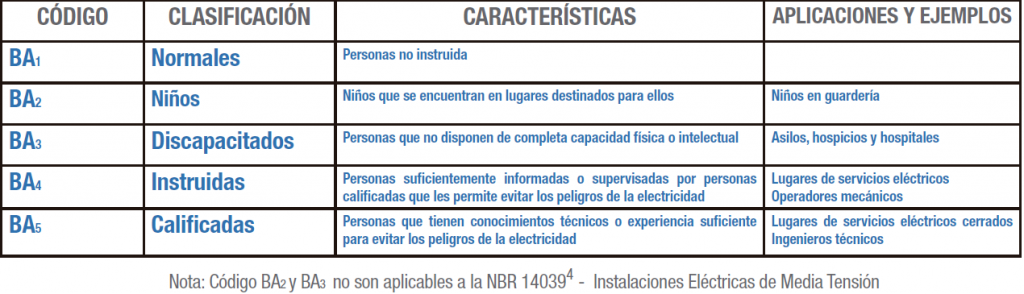 CÓDIGO CLASIFICACIÓN CARACTERÍSTICAS APLICACIONES Y EJEMPLOS
BA1 Normales Personas no instruida
BA2 Niños Niños que se encuentran en lugares destinados para ellos Niños en guardería
BA3 Discapacitados Personas que no disponen de completa capacidad física o intelectual Asilos, hospicios y hospitales
BA4 Instruidas Personas suficientemente informadas o supervisadas por personas Lugares de servicios eléctricos
calificadas que les permite evitar los peligros de la electricidad Operadores mecánicos
BA5 Calificadas Personas que tienen conocimientos técnicos o experiencia suficiente Lugares de servicios eléctricos cerrados
para evitar los peligros de la electricidad Ingenieros técnicos
Nota: Código BA2 y BA3 no son aplicables a la NBR 140394 - Instalaciones Eléctricas de Media Tensión